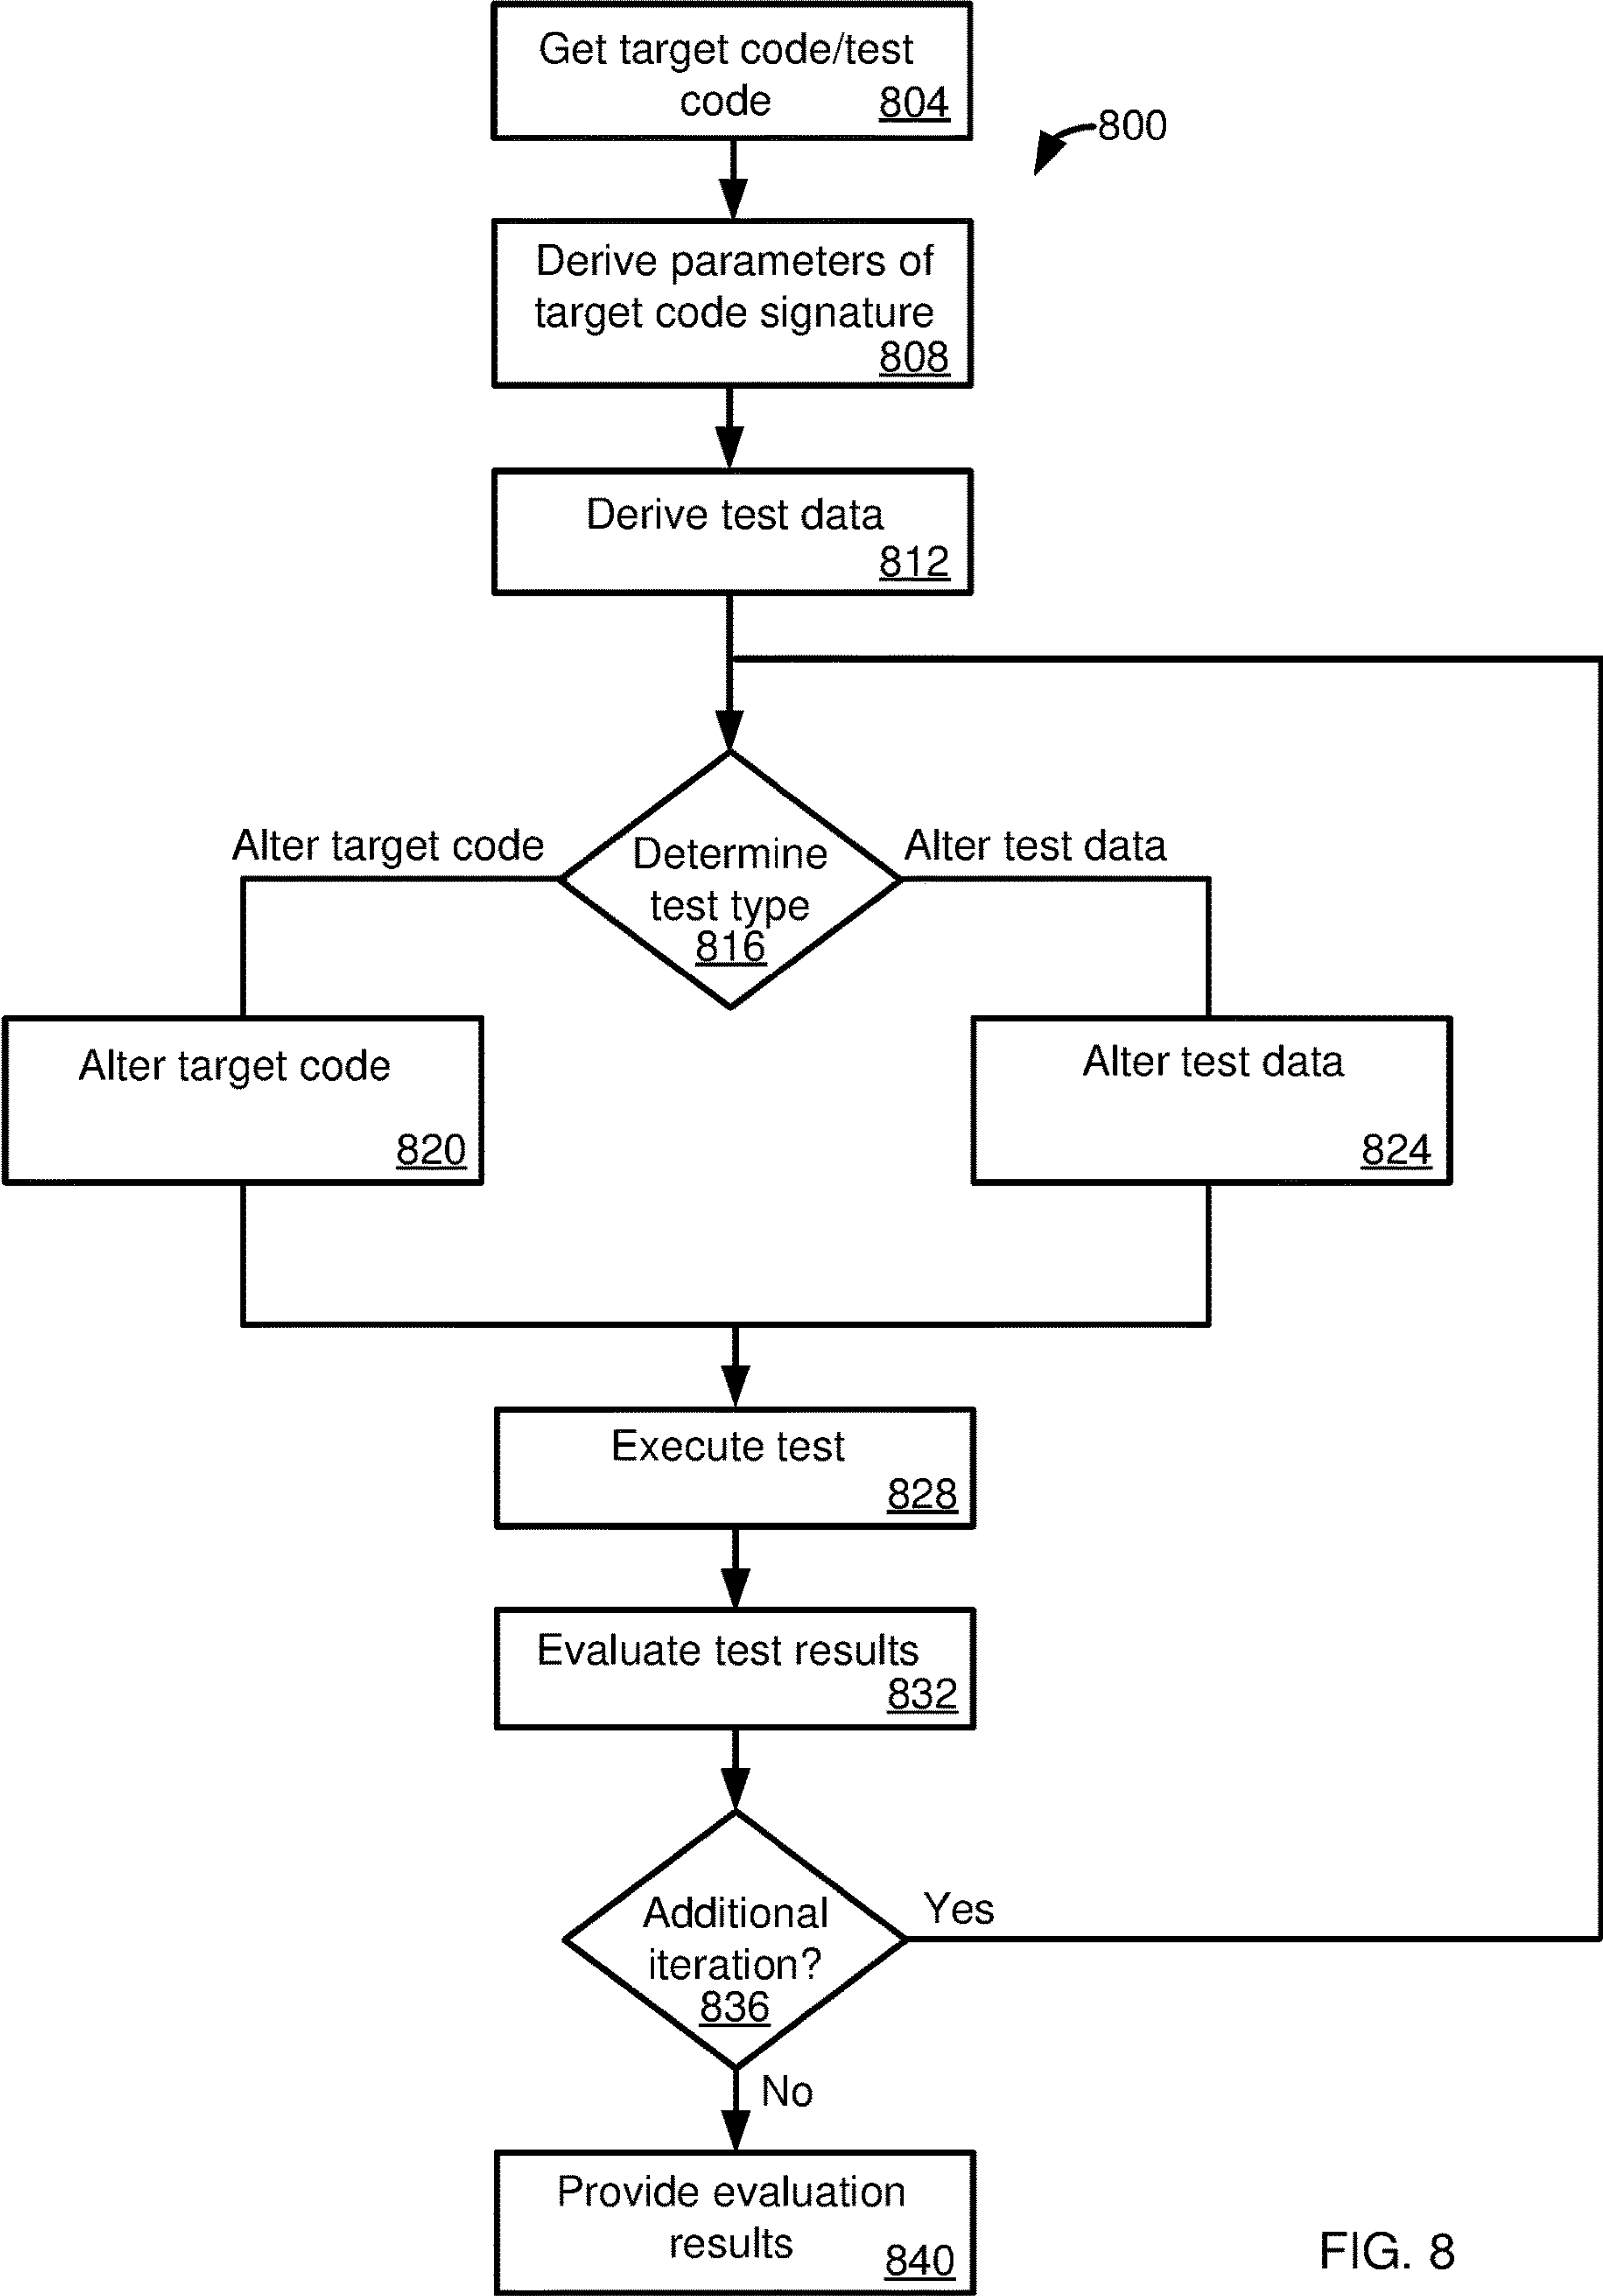 Get target code/test
code 804
800
Derive parameters of
target code signature
808
Derive test data
812
Alter target code
Determine
test type
816
Alter test data
Alter target code
820
Alter test data
824
Execute test
828
Evaluate test results
832
Additional
iteration?
836
Yes
No
Provide evaluation
results 840
FIG. 8